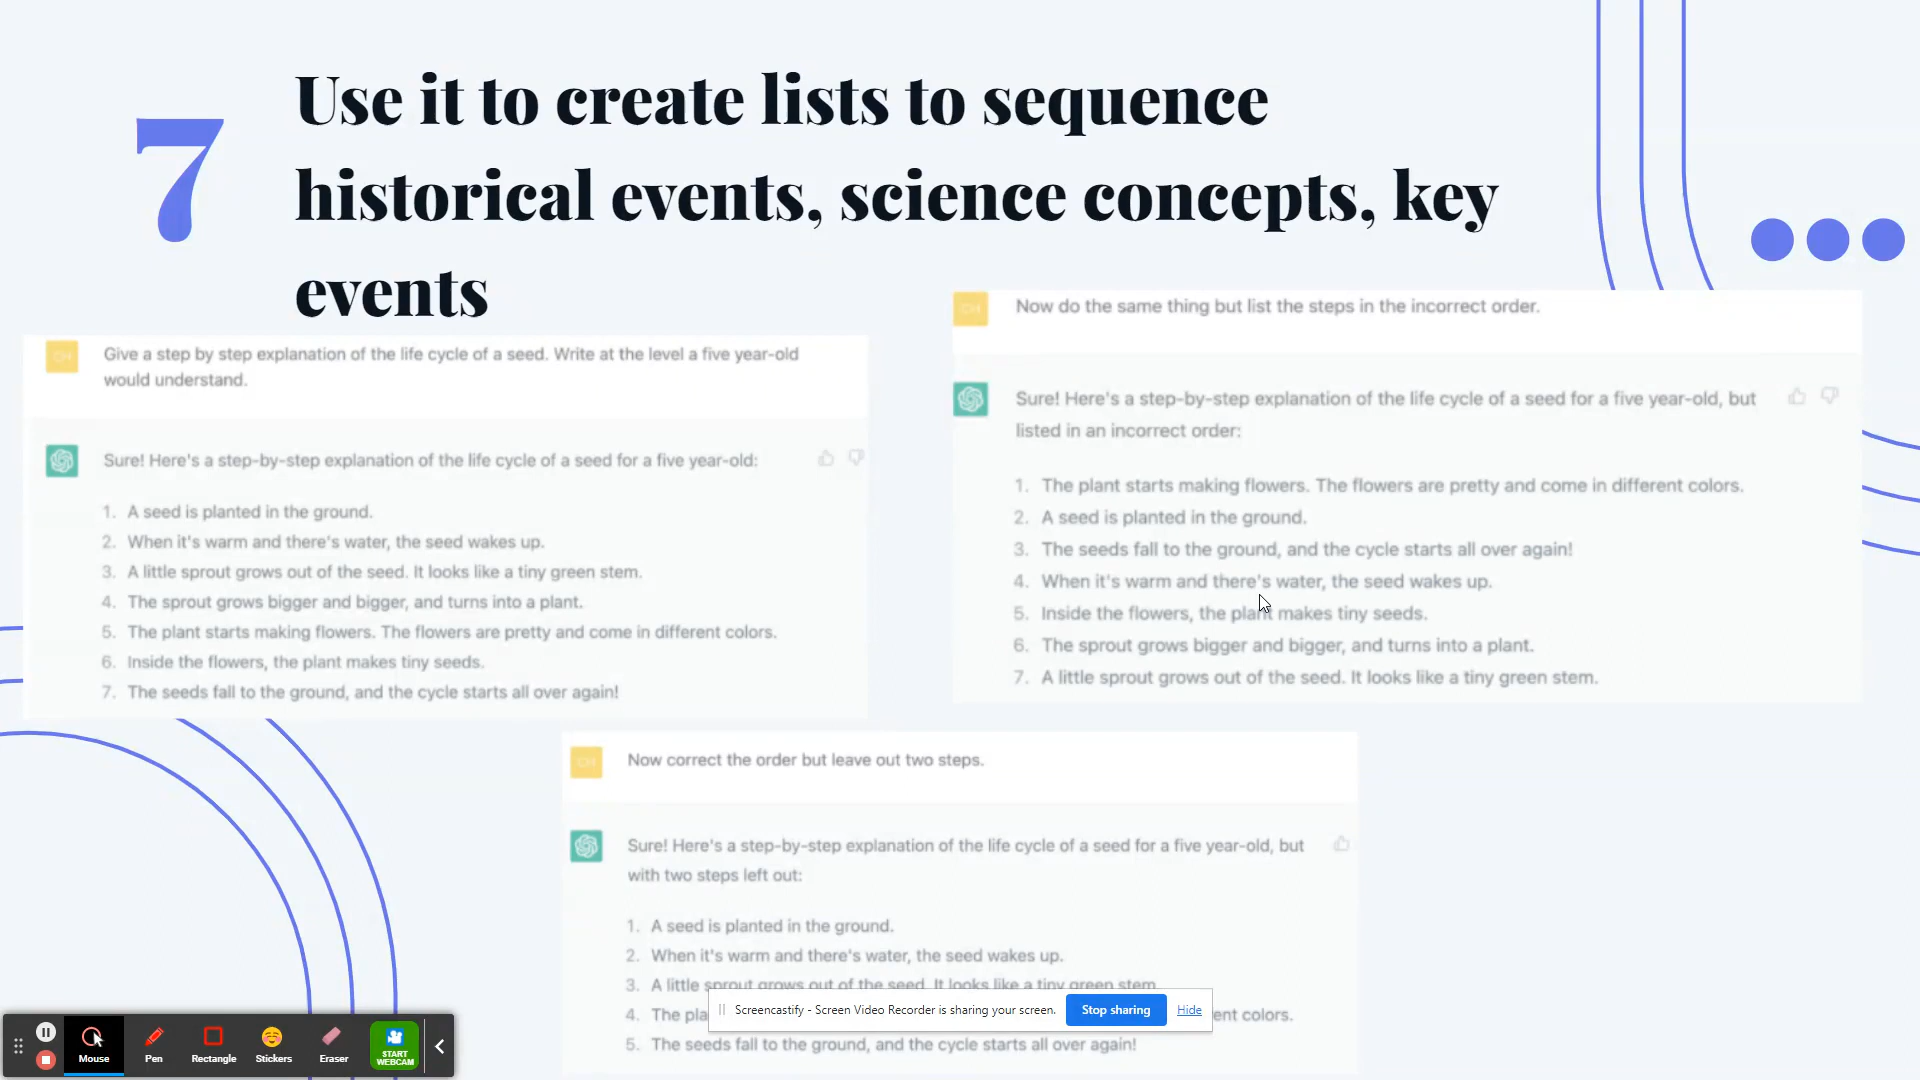 7
Use it to create lists to sequence
historical events, science concepts, key
events
CH
Give a step by step explanation of the life cycle of a seed. Write at the level a five year-old
would understand.
Sure! Here's a step-by-step explanation of the life cycle of a seed for a five year-old:
1. A seed is planted in the ground.
2. When it's warm and there's water, the seed wakes up.
3. A little sprout grows out of the seed. It looks like a tiny green stem.
4. The sprout grows bigger and bigger, and turns into a plant.
5. The plant starts making flowers. The flowers are pretty and come in different colors.
6. Inside the flowers, the plant makes tiny seeds.
7. The seeds fall to the ground, and the cycle starts all over again!
CH
Now do the same thing but list the steps in the incorrect order.
Sure! Here's a step-by-step explanation of the life cycle of a seed for a five year-old, but
listed in an incorrect order:
1. The plant starts making flowers. The flowers are pretty and come in different colors.
2. A seed is planted in the ground.
3. The seeds fall to the ground, and the cycle starts all over again!
4. When it's warm and there's water, the seed wakes up.
5. Inside the flowers, the plant makes tiny seeds.
6. The sprout grows bigger and bigger, and turns into a plant.
7. A little sprout grows out of the seed. It looks like a tiny green stem.
CH
Now correct the order but leave out two steps.
Sure! Here's a step-by-step explanation of the life cycle of a seed for a five year-old, but
with two steps left out:
1. A seed is planted in the ground.
2. When it's warm and there's water, the seed wakes up.
3. A little sprout grows out of the seed. It looks like a tiny green stem.
4. The pla ent colors.
5. The seeds fall to the ground, and the cycle starts all over again!
Screencastify - Screen Video Recorder is sharing your screen.
Stop sharing
Hide
Mouse
Pen
Rectangle
Stickers
Eraser
START
WEBCAM